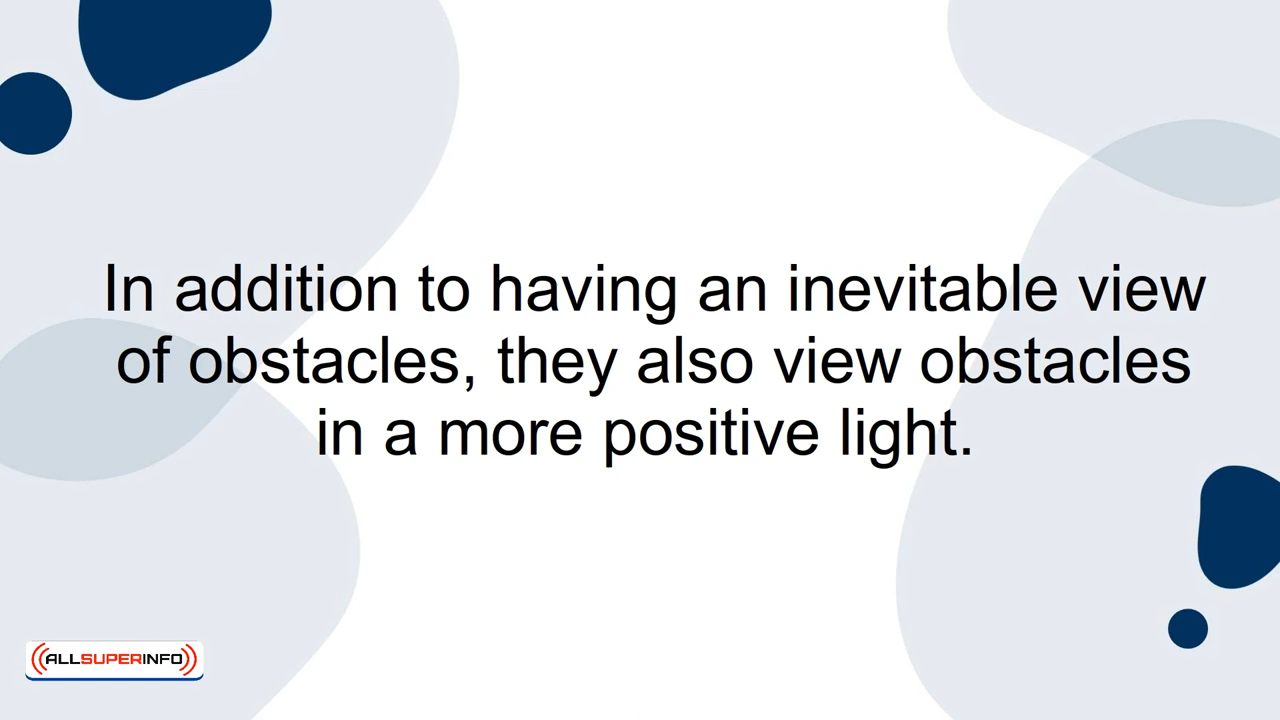 In addition to having an inevitable view
of obstacles, they also view obstacles
in a more positive light.
ALLSUPERINFO